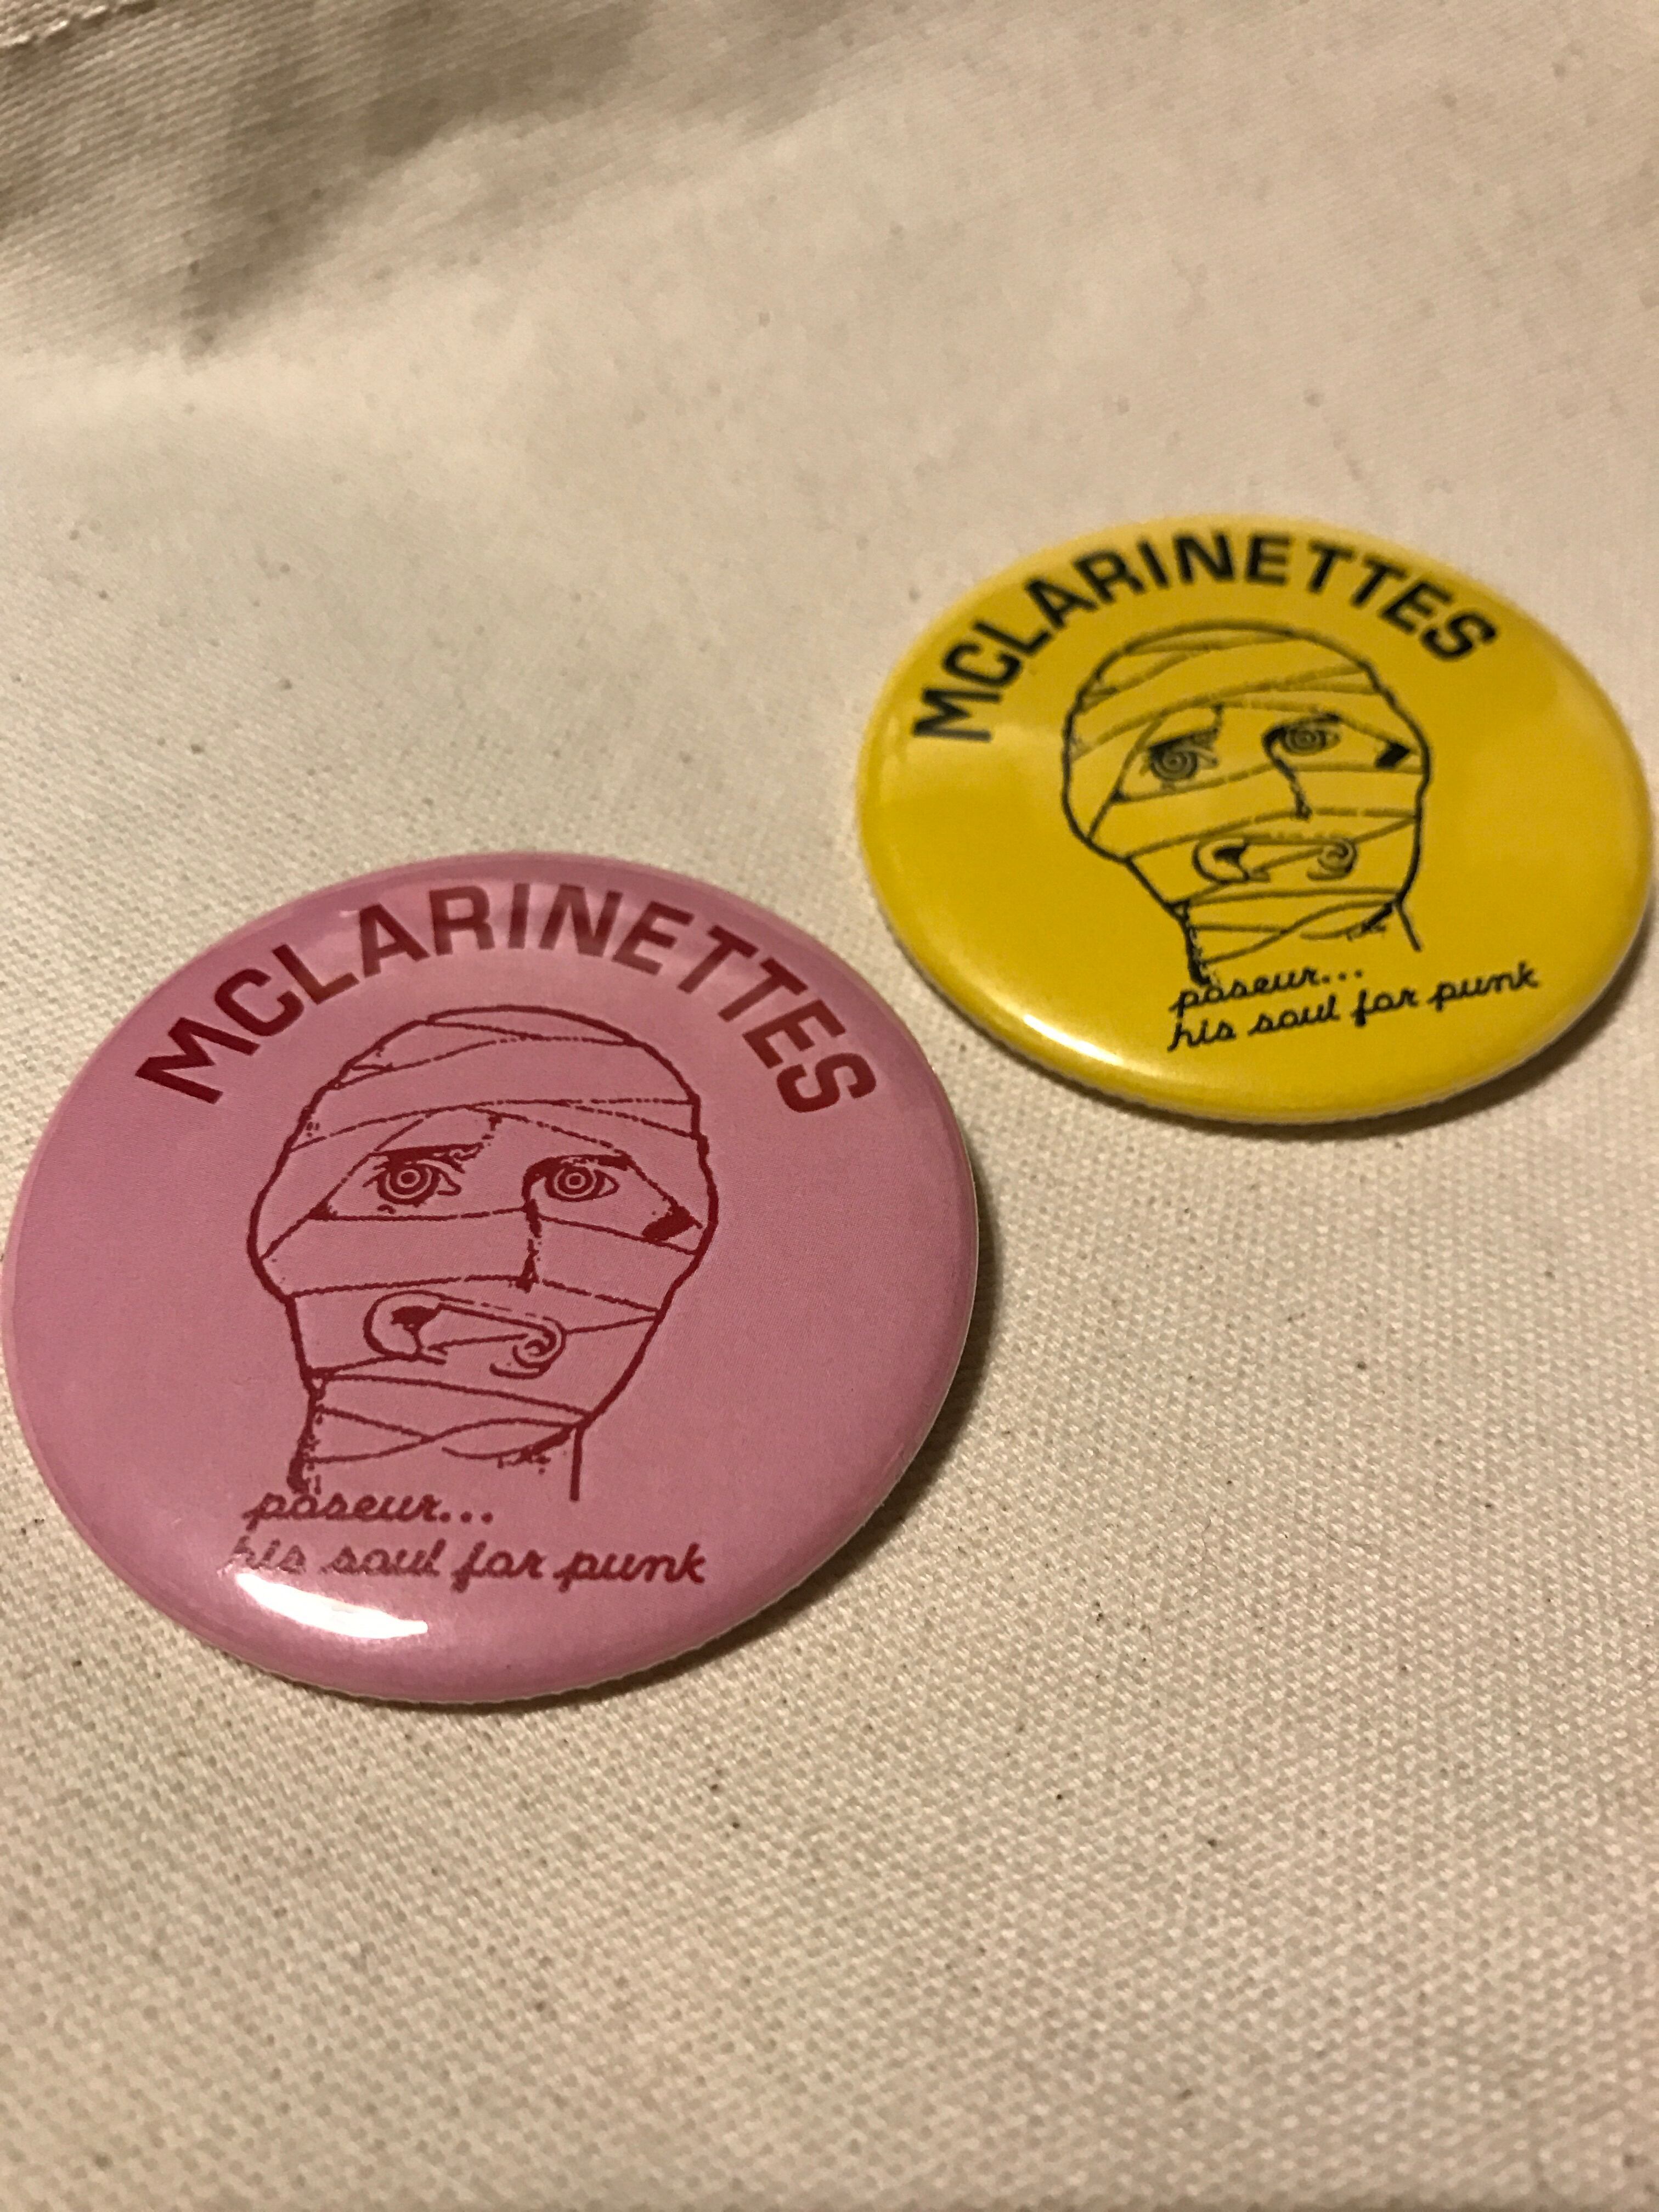 MCLARINETTES
poseur...
his soul for punk
MCLARINETTES
poseur...
his soul for punk